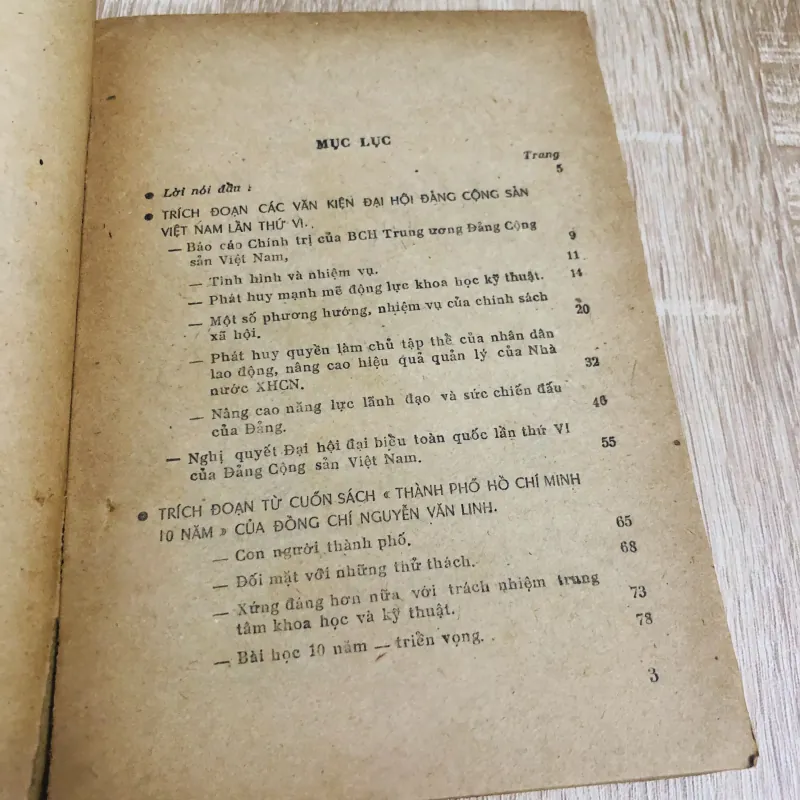 MỤC LỤC
Trang
● Lời nói đầu : 5
● TRÍCH ĐOẠN CÁC VĂN KIỆN ĐẠI HỘI ĐẢNG CỘNG SẢN
VIỆT NAM LẦN THỨ VI.
— Báo cáo Chính trị của BCH Trung ương Đảng Cộng
sản Việt Nam, 9
— Tình hình và nhiệm vụ. 11
— Phát huy mạnh mẽ động lực khoa học kỹ thuật. 14
— Một số phương hướng, nhiệm vụ của chính sách
xã hội. 20
— Phát huy quyền làm chủ tập thể của nhân dân
lao động, nâng cao hiệu quả quản lý của Nhà
nước XHCN. 32
— Nâng cao năng lực lãnh đạo và sức chiến đấu
của Đảng. 46
— Nghị quyết Đại hội đại biểu toàn quốc lần thứ VI
của Đảng Cộng sản Việt Nam. 55
● TRÍCH ĐOẠN TỪ CUỐN SÁCH « THÀNH PHỐ HỒ CHÍ MINH
10 NĂM » CỦA ĐỒNG CHÍ NGUYỄN VĂN LINH.
— Con người thành phố. 65
— Đối mặt với những thử thách. 68
— Xứng đáng hơn nữa với trách nhiệm trung
tâm khoa học và kỹ thuật. 73
— Bài học 10 năm — triển vọng. 78
3